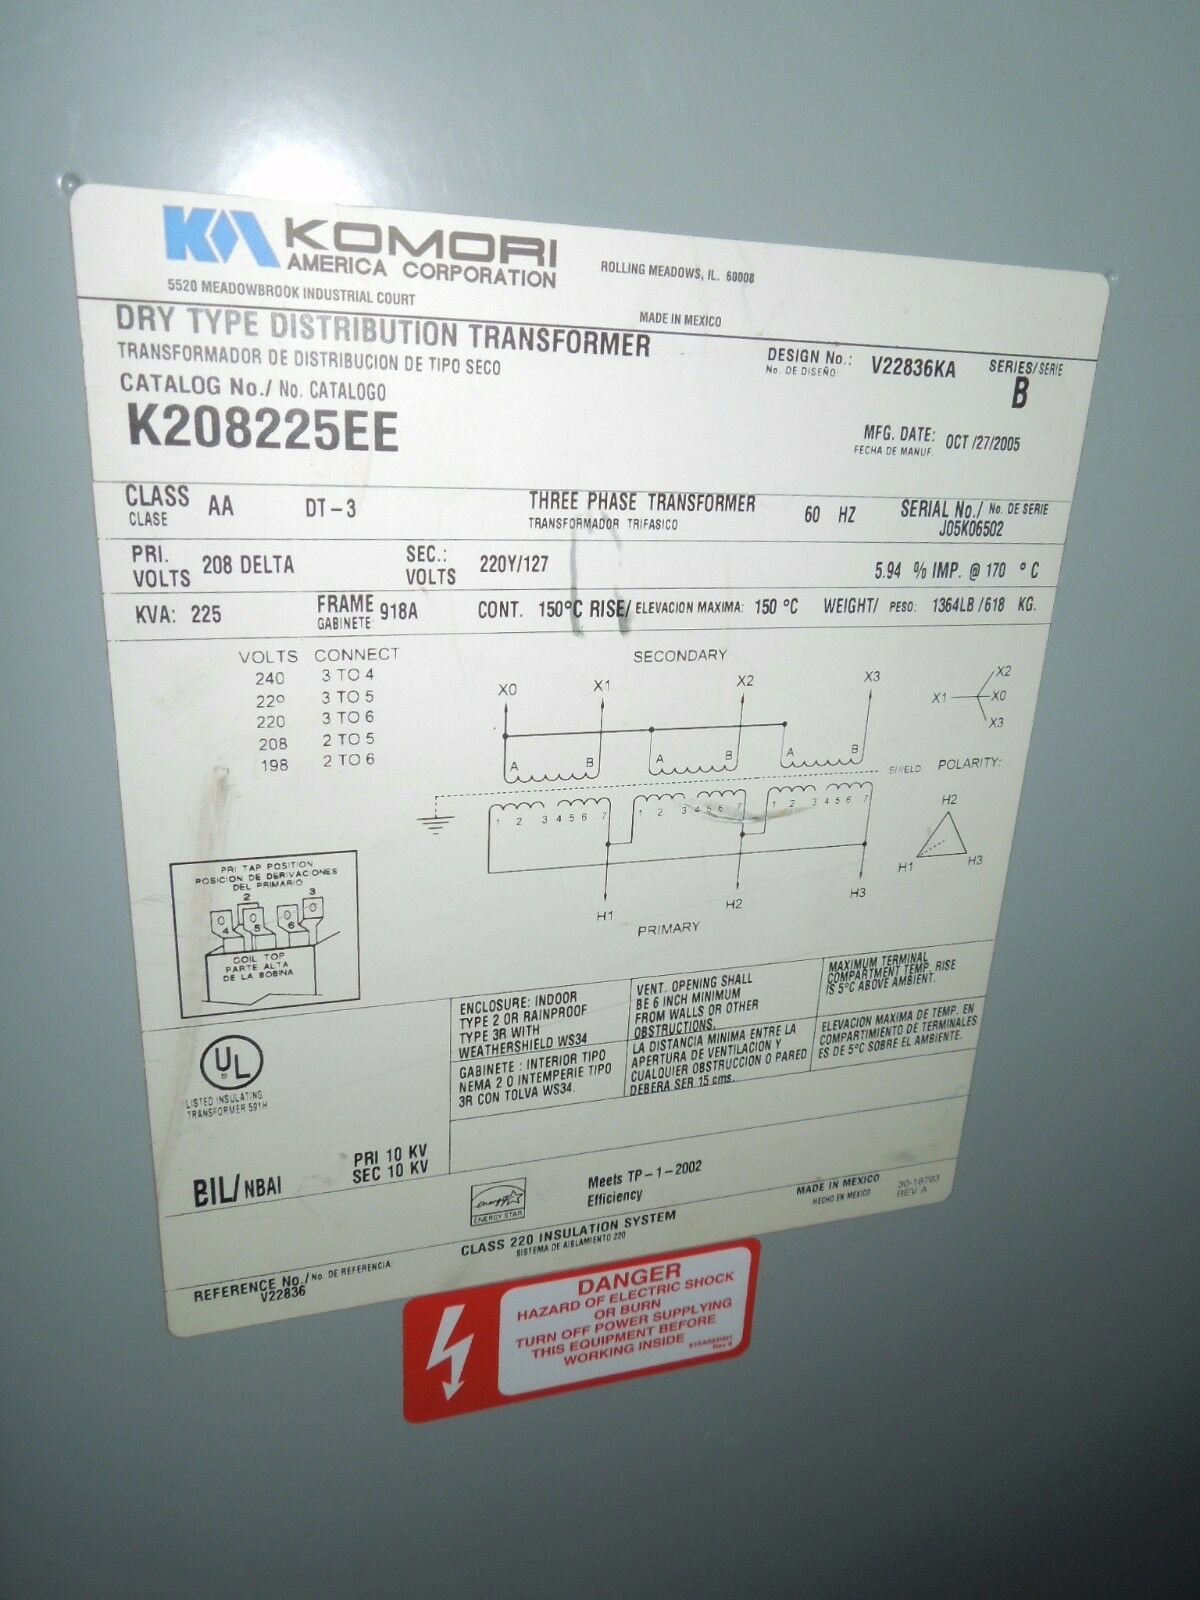 KA KOMORI
AMERICA CORPORATION
5520 MEADOWBROOK INDUSTRIAL COURT
ROLLING MEADOWS, IL. 60008
MADE IN MEXICO
DRY TYPE DISTRIBUTION TRANSFORMER
TRANSFORMADOR DE DISTRIBUCION DE TIPO SECO
DESIGN No.: V22836KA
No. DE DISEÑO:
SERIES/SERIE
B
CATALOG No./ No. CATALOGO
K208225EE
MFG. DATE: OCT /27/2005
FECHA DE MANUF.
CLASS AA DT-3
CLASE
THREE PHASE TRANSFORMER 60 HZ
TRANSFORMADOR TRIFASICO
SERIAL No./ No. DE SERIE
J05K06502
PRI. VOLTS 208 DELTA
SEC.: VOLTS 220Y/127
5.94 % IMP. @ 170 °C
KVA: 225
FRAME 918A
GABINETE:
CONT. 150°C RISE/ ELEVACION MAXIMA: 150 °C
WEIGHT/ PESO: 1364LB /618 KG.
VOLTS CONNECT
240 3 TO 4
22° 3 TO 5
220 3 TO 6
208 2 TO 5
198 2 TO 6
SECONDARY
X0 X1 X2 X3
A B A B A B
SHIELD
1 2 3 4 5 6 7 1 2 3 4 5 6 7 1 2 3 4 5 6 7
H1 H2 H3
PRIMARY
X2
X1 X0
X3
POLARITY:
H2
H1 H3
PRI TAP POSITION
POSICION DE DERIVACIONES
DEL PRIMARIO
2 3
4 5 6
COIL TOP
PARTE ALTA
DE LA BOBINA
UL
LISTED INSULATING
TRANSFORMER 591H
ENCLOSURE: INDOOR
TYPE 2 OR RAINPROOF
TYPE 3R WITH
WEATHERSHIELD WS34
GABINETE : INTERIOR TIPO
NEMA 2 O INTEMPERIE TIPO
3R CON TOLVA WS34.
VENT. OPENING SHALL
BE 6 INCH MINIMUM
FROM WALLS OR OTHER
OBSTRUCTIONS.
LA DISTANCIA MINIMA ENTRE LA
APERTURA DE VENTILACION Y
CUALQUIER OBSTRUCCION O PARED
DEBERA SER 15 cms.
MAXIMUM TERMINAL
COMPARTMENT TEMP. RISE
IS 5°C ABOVE AMBIENT.
ELEVACION MAXIMA DE TEMP. EN
COMPARTIMIENTO DE TERMINALES
ES DE 5°C SOBRE EL AMBIENTE.
BIL/ NBAI
PRI 10 KV
SEC 10 KV
energy
ENERGY STAR
Meets TP-1-2002
Efficiency
MADE IN MEXICO
HECHO EN MEXICO
30-18793
REV. A
CLASS 220 INSULATION SYSTEM
SISTEMA DE AISLAMIENTO 220
REFERENCE No./ No. DE REFERENCIA:
V22836
DANGER
HAZARD OF ELECTRIC SHOCK
OR BURN
TURN OFF POWER SUPPLYING
THIS EQUIPMENT BEFORE
WORKING INSIDE